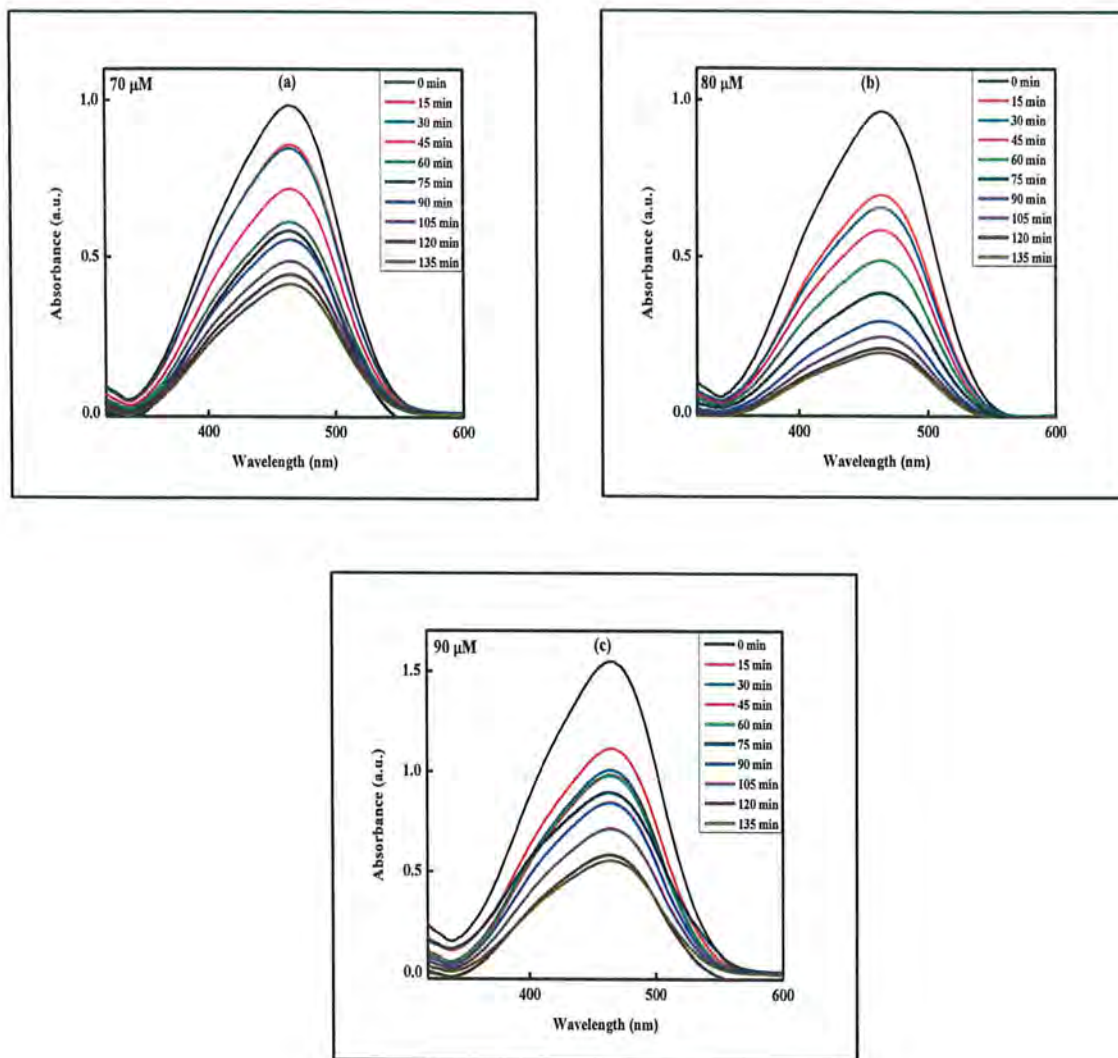 70 μM
(a)
0 min
15 min
30 min
45 min
60 min
75 min
90 min
105 min
120 min
135 min
1.0
0.5
0.0
Absorbance (a.u.)
400
500
600
Wavelength (nm)
80 μM
(b)
0 min
15 min
30 min
45 min
60 min
75 min
90 min
105 min
120 min
135 min
1.0
0.5
0.0
Absorbance (a.u.)
400
500
600
Wavelength (nm)
90 μM
(c)
0 min
15 min
30 min
45 min
60 min
75 min
90 min
105 min
120 min
135 min
1.5
1.0
0.5
0.0
Absorbance (a.u.)
400
500
600
Wavelength (nm)